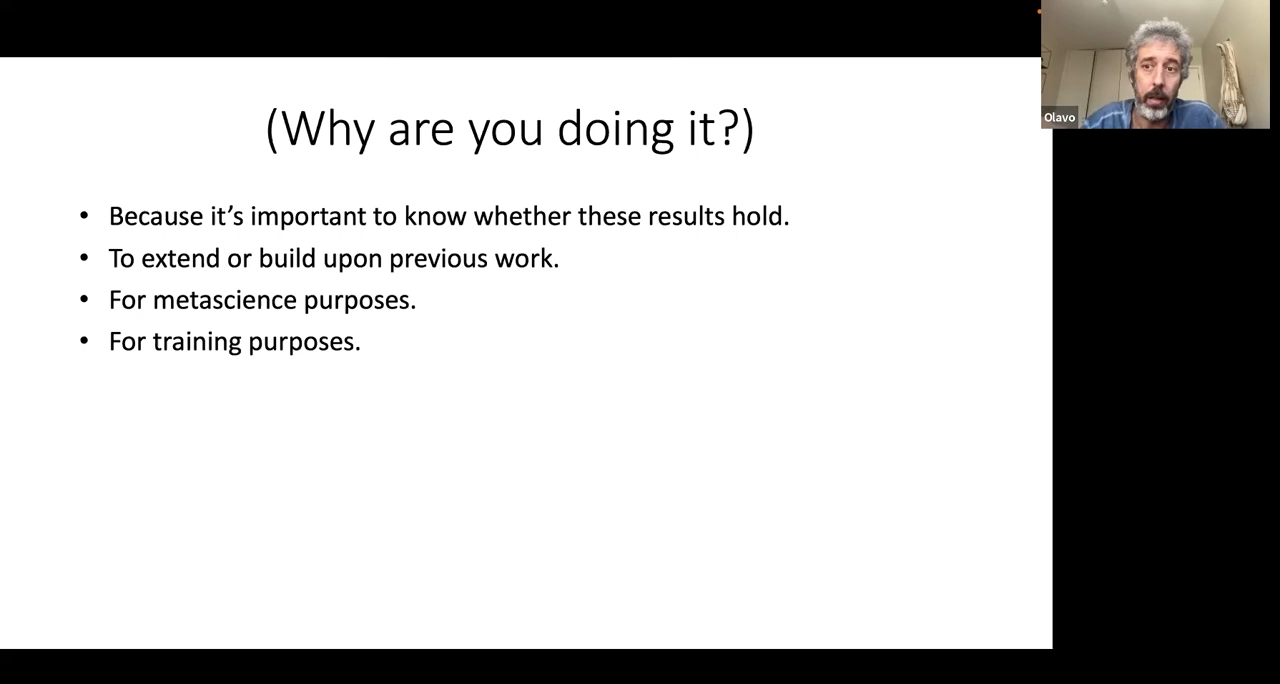 (Why are you doing it?)
• Because it’s important to know whether these results hold.
• To extend or build upon previous work.
• For metascience purposes.
• For training purposes.
Olavo